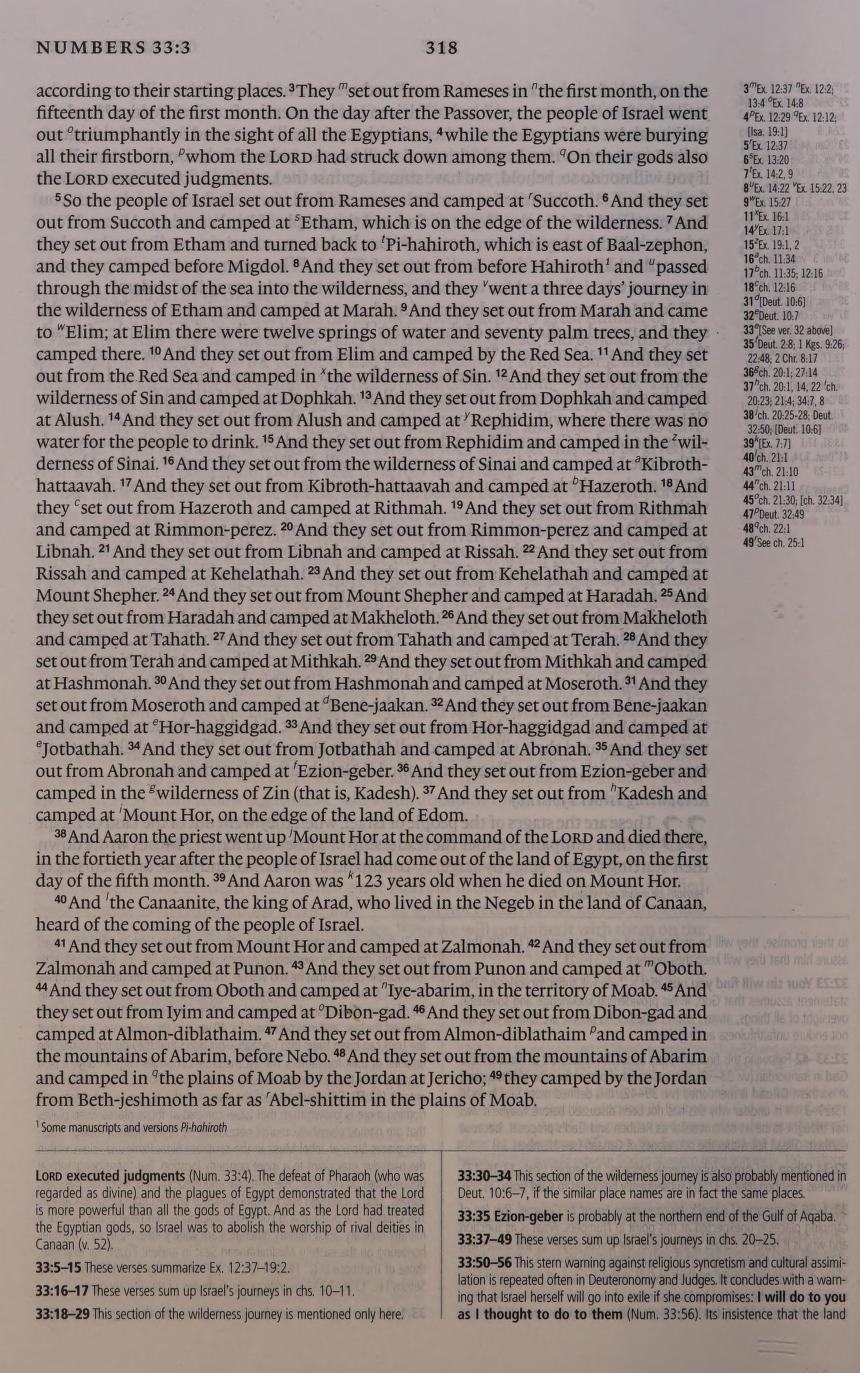 NUMBERS 33:3
318
according to their starting places. ³They ᵐset out from Rameses in ⁿthe first month, on the
fifteenth day of the first month. On the day after the Passover, the people of Israel went
out ᵒtriumphantly in the sight of all the Egyptians, ⁴while the Egyptians were burying
all their firstborn, ᵖwhom the LORD had struck down among them. ᑫOn their gods also
the LORD executed judgments.
⁵So the people of Israel set out from Rameses and camped at ʳSuccoth. ⁶And they set
out from Succoth and camped at ˢEtham, which is on the edge of the wilderness. ⁷And
they set out from Etham and turned back to ᵗPi-hahiroth, which is east of Baal-zephon,
and they camped before Migdol. ⁸And they set out from before Hahiroth¹ and ᵘpassed
through the midst of the sea into the wilderness, and they ᵛwent a three days’ journey in
the wilderness of Etham and camped at Marah. ⁹And they set out from Marah and came
to ʷElim; at Elim there were twelve springs of water and seventy palm trees, and they
camped there. ¹⁰And they set out from Elim and camped by the Red Sea. ¹¹And they set
out from the Red Sea and camped in ˣthe wilderness of Sin. ¹²And they set out from the
wilderness of Sin and camped at Dophkah. ¹³And they set out from Dophkah and camped
at Alush. ¹⁴And they set out from Alush and camped at ʸRephidim, where there was no
water for the people to drink. ¹⁵And they set out from Rephidim and camped in the ᶻwil-
derness of Sinai. ¹⁶And they set out from the wilderness of Sinai and camped at ᵃKibroth-
hattaavah. ¹⁷And they set out from Kibroth-hattaavah and camped at ᵇHazeroth. ¹⁸And
they ᶜset out from Hazeroth and camped at Rithmah. ¹⁹And they set out from Rithmah
and camped at Rimmon-perez. ²⁰And they set out from Rimmon-perez and camped at
Libnah. ²¹And they set out from Libnah and camped at Rissah. ²²And they set out from
Rissah and camped at Kehelathah. ²³And they set out from Kehelathah and camped at
Mount Shepher. ²⁴And they set out from Mount Shepher and camped at Haradah. ²⁵And
they set out from Haradah and camped at Makheloth. ²⁶And they set out from Makheloth
and camped at Tahath. ²⁷And they set out from Tahath and camped at Terah. ²⁸And they
set out from Terah and camped at Mithkah. ²⁹And they set out from Mithkah and camped
at Hashmonah. ³⁰And they set out from Hashmonah and camped at Moseroth. ³¹And they
set out from Moseroth and camped at ᵈBene-jaakan. ³²And they set out from Bene-jaakan
and camped at ᵉHor-haggidgad. ³³And they set out from Hor-haggidgad and camped at
ᵉJotbathah. ³⁴And they set out from Jotbathah and camped at Abronah. ³⁵And they set
out from Abronah and camped at ᶠEzion-geber. ³⁶And they set out from Ezion-geber and
camped in the ᵍwilderness of Zin (that is, Kadesh). ³⁷And they set out from ʰKadesh and
camped at ⁱMount Hor, on the edge of the land of Edom.
³⁸And Aaron the priest went up ʲMount Hor at the command of the LORD and died there,
in the fortieth year after the people of Israel had come out of the land of Egypt, on the first
day of the fifth month. ³⁹And Aaron was ᵏ123 years old when he died on Mount Hor.
⁴⁰And ˡthe Canaanite, the king of Arad, who lived in the Negeb in the land of Canaan,
heard of the coming of the people of Israel.
⁴¹And they set out from Mount Hor and camped at Zalmonah. ⁴²And they set out from
Zalmonah and camped at Punon. ⁴³And they set out from Punon and camped at ᵐOboth.
⁴⁴And they set out from Oboth and camped at ⁿIye-abarim, in the territory of Moab. ⁴⁵And
they set out from Iyim and camped at ᵒDibon-gad. ⁴⁶And they set out from Dibon-gad and
camped at Almon-diblathaim. ⁴⁷And they set out from Almon-diblathaim ᵖand camped in
the mountains of Abarim, before Nebo. ⁴⁸And they set out from the mountains of Abarim
and camped in ᑫthe plains of Moab by the Jordan at Jericho; ⁴⁹they camped by the Jordan
from Beth-jeshimoth as far as ʳAbel-shittim in the plains of Moab.
¹ Some manuscripts and versions Pi-hahiroth
3ᵐEx. 12:37 ⁿEx. 12:2;
13:4 ᵒEx. 14:8
4ᵖEx. 12:29 ᑫEx. 12:12;
[Isa. 19:1]
5ʳEx. 12:37
6ˢEx. 13:20
7ᵗEx. 14:2, 9
8ᵘEx. 14:22 ᵛEx. 15:22, 23
9ʷEx. 15:27
11ˣEx. 16:1
14ʸEx. 17:1
15ᶻEx. 19:1, 2
16ᵃch. 11:34
17ᵇch. 11:35; 12:16
18ᶜch. 12:16
31ᵈ[Deut. 10:6]
32ᵉDeut. 10:7
33ᵉ[See ver. 32 above]
35ᶠDeut. 2:8; 1 Kgs. 9:26;
22:48; 2 Chr. 8:17
36ᵍch. 20:1; 27:14
37ʰch. 20:1, 14, 22 ⁱch.
20:23; 21:4; 34:7, 8
38ʲch. 20:25-28; Deut.
32:50; [Deut. 10:6]
39ᵏ[Ex. 7:7]
40ˡch. 21:1
43ᵐch. 21:10
44ⁿch. 21:11
45ᵒch. 21:30; [ch. 32:34]
47ᵖDeut. 32:49
48ᑫch. 22:1
49ʳSee ch. 25:1
LORD executed judgments (Num. 33:4). The defeat of Pharaoh (who was
regarded as divine) and the plagues of Egypt demonstrated that the Lord
is more powerful than all the gods of Egypt. And as the Lord had treated
the Egyptian gods, so Israel was to abolish the worship of rival deities in
Canaan (v. 52).
33:5–15 These verses summarize Ex. 12:37–19:2.
33:16–17 These verses sum up Israel’s journeys in chs. 10–11.
33:18–29 This section of the wilderness journey is mentioned only here.
33:30–34 This section of the wilderness journey is also probably mentioned in
Deut. 10:6–7, if the similar place names are in fact the same places.
33:35 Ezion-geber is probably at the northern end of the Gulf of Aqaba.
33:37–49 These verses sum up Israel’s journeys in chs. 20–25.
33:50–56 This stern warning against religious syncretism and cultural assimi-
lation is repeated often in Deuteronomy and Judges. It concludes with a warn-
ing that Israel herself will go into exile if she compromises: I will do to you
as I thought to do to them (Num. 33:56). Its insistence that the land